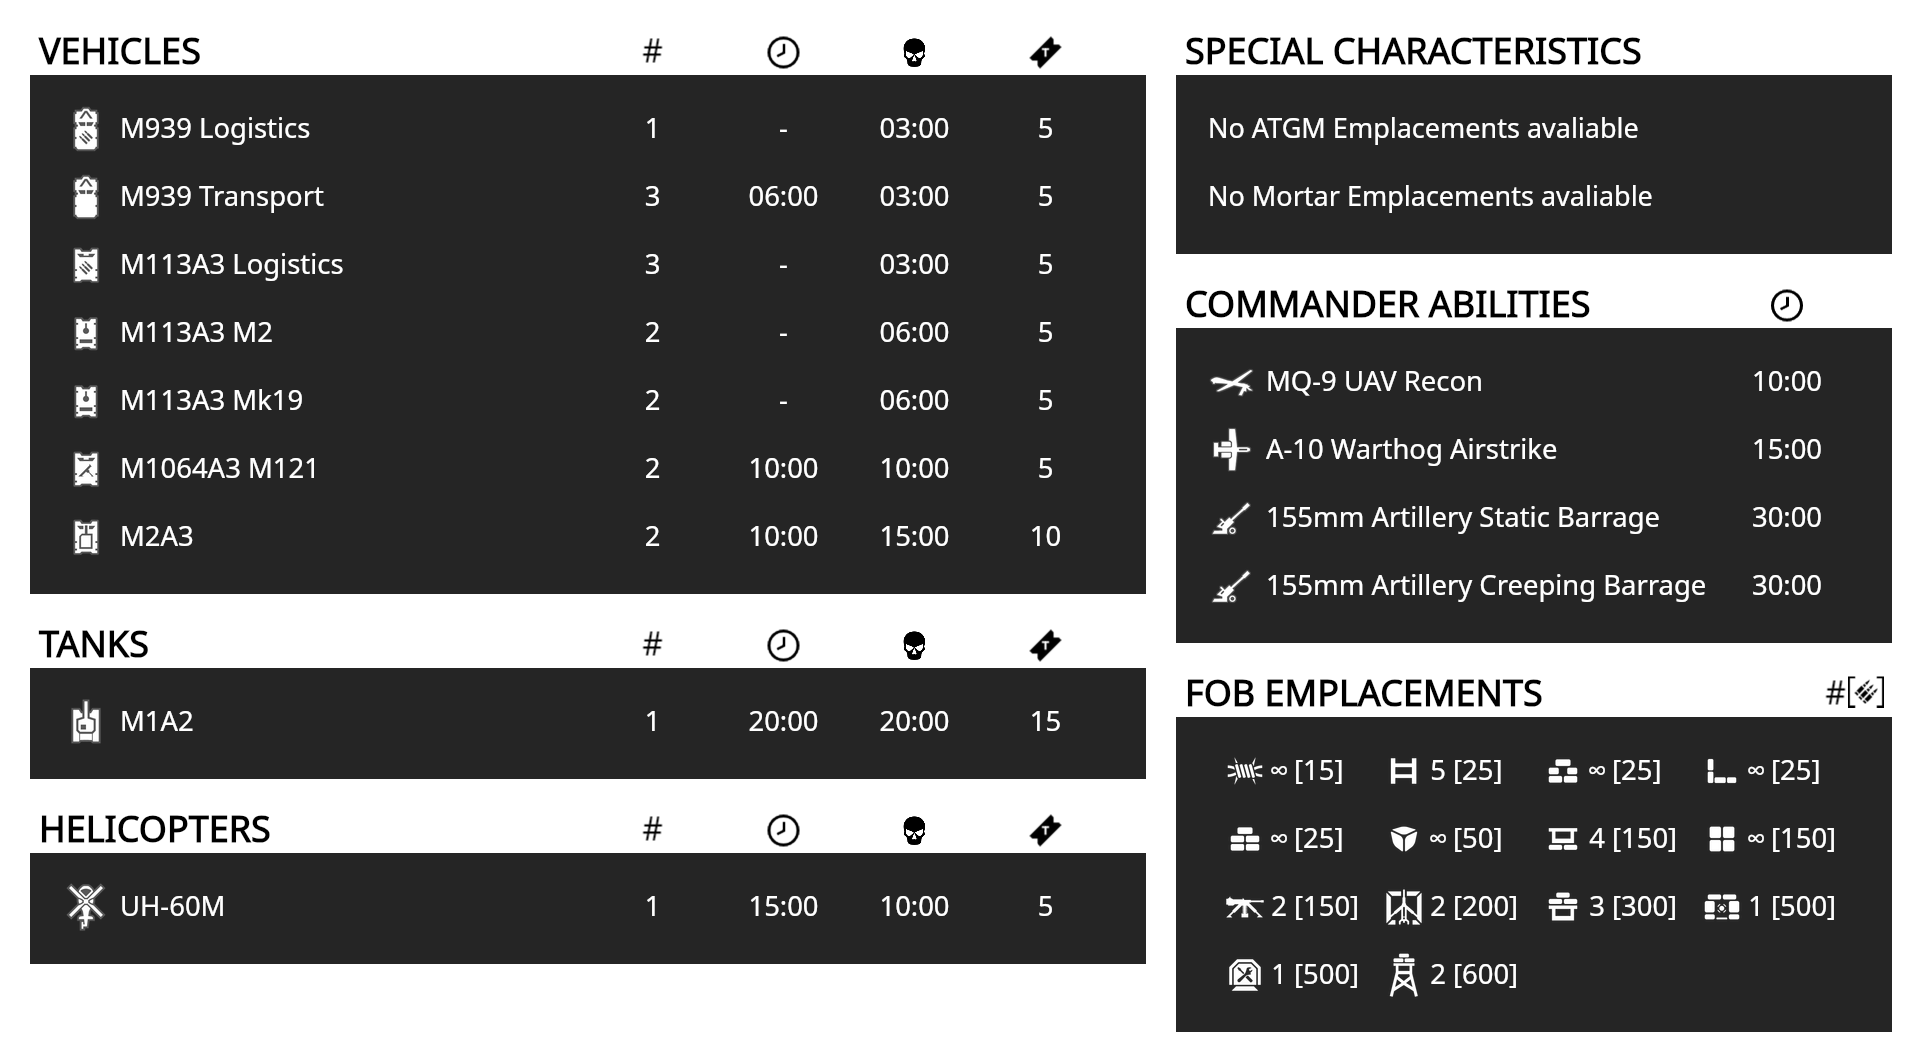 VEHICLES #
M939 Logistics 1 - 03:00 5
M939 Transport 3 06:00 03:00 5
M113A3 Logistics 3 - 03:00 5
M113A3 M2 2 - 06:00 5
M113A3 Mk19 2 - 06:00 5
M1064A3 M121 2 10:00 10:00 5
M2A3 2 10:00 15:00 10
TANKS #
M1A2 1 20:00 20:00 15
HELICOPTERS #
UH-60M 1 15:00 10:00 5
SPECIAL CHARACTERISTICS
No ATGM Emplacements avaliable
No Mortar Emplacements avaliable
COMMANDER ABILITIES
MQ-9 UAV Recon 10:00
A-10 Warthog Airstrike 15:00
155mm Artillery Static Barrage 30:00
155mm Artillery Creeping Barrage 30:00
FOB EMPLACEMENTS #[ ]
∞ [15] 5 [25] ∞ [25] ∞ [25]
∞ [25] ∞ [50] 4 [150] ∞ [150]
2 [150] 2 [200] 3 [300] 1 [500]
1 [500] 2 [600]